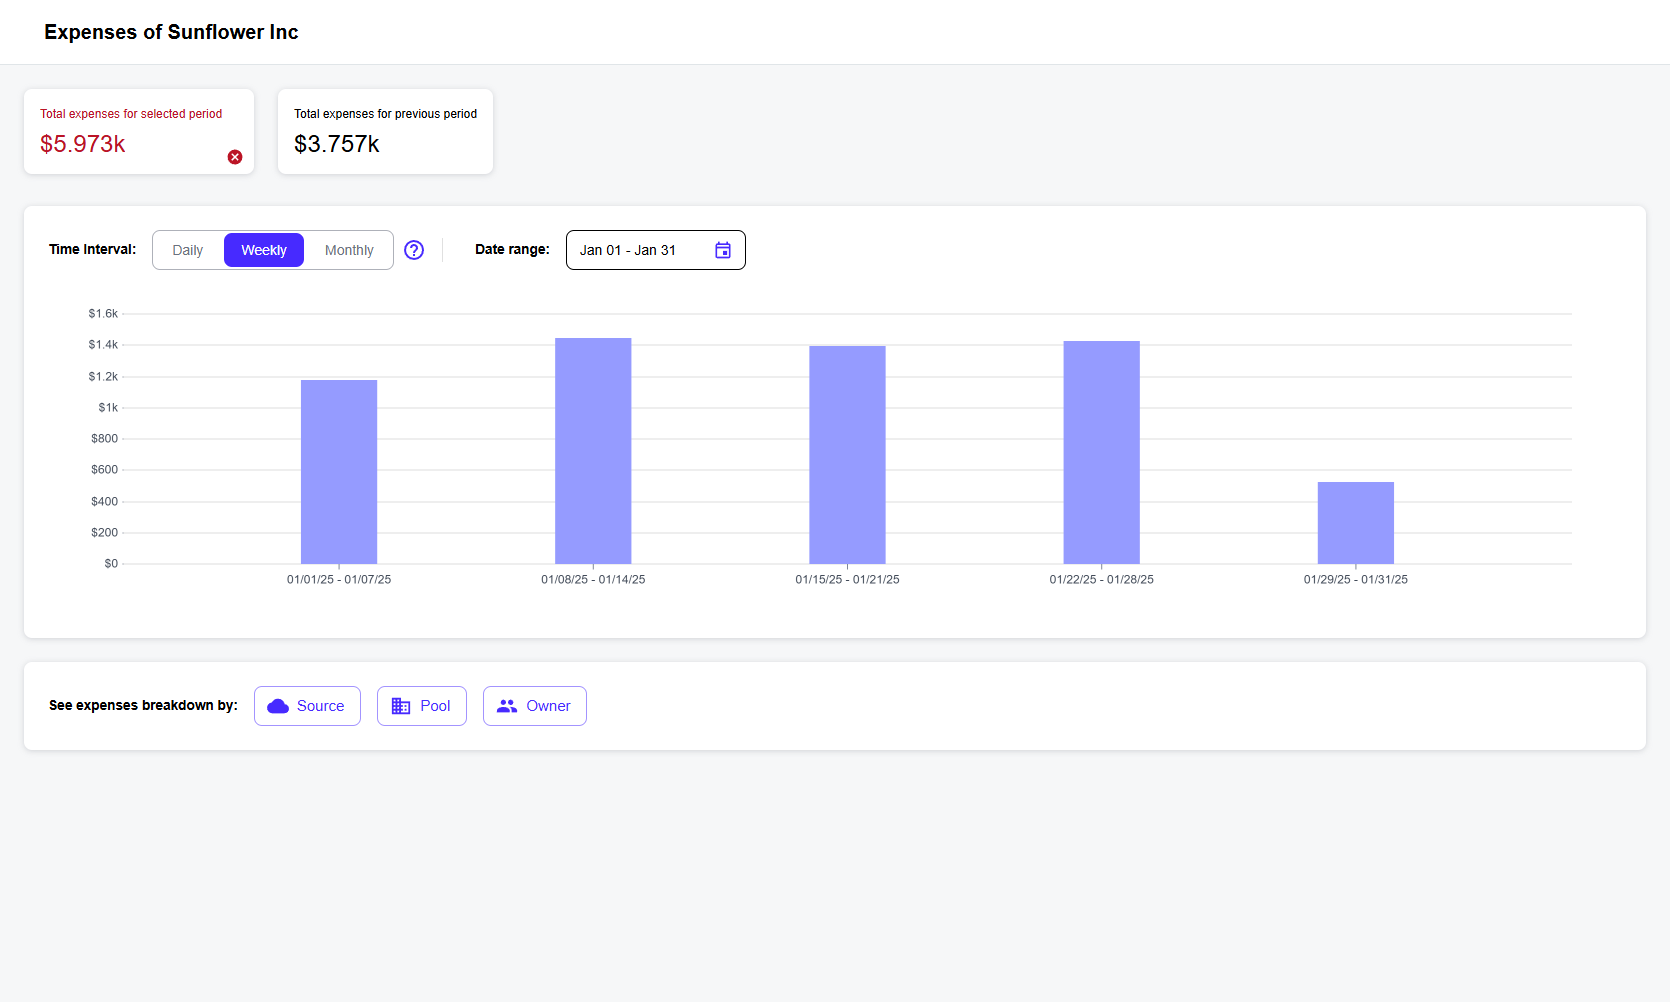 Expenses of Sunflower Inc
Total expenses for selected period
$5.973k
Total expenses for previous period
$3.757k
Time Interval:
Daily
Weekly
Monthly
Date range:
Jan 01 - Jan 31
$1.6k
$1.4k
$1.2k
$1k
$800
$600
$400
$200
$0
01/01/25 - 01/07/25
01/08/25 - 01/14/25
01/15/25 - 01/21/25
01/22/25 - 01/28/25
01/29/25 - 01/31/25
See expenses breakdown by:
Source
Pool
Owner